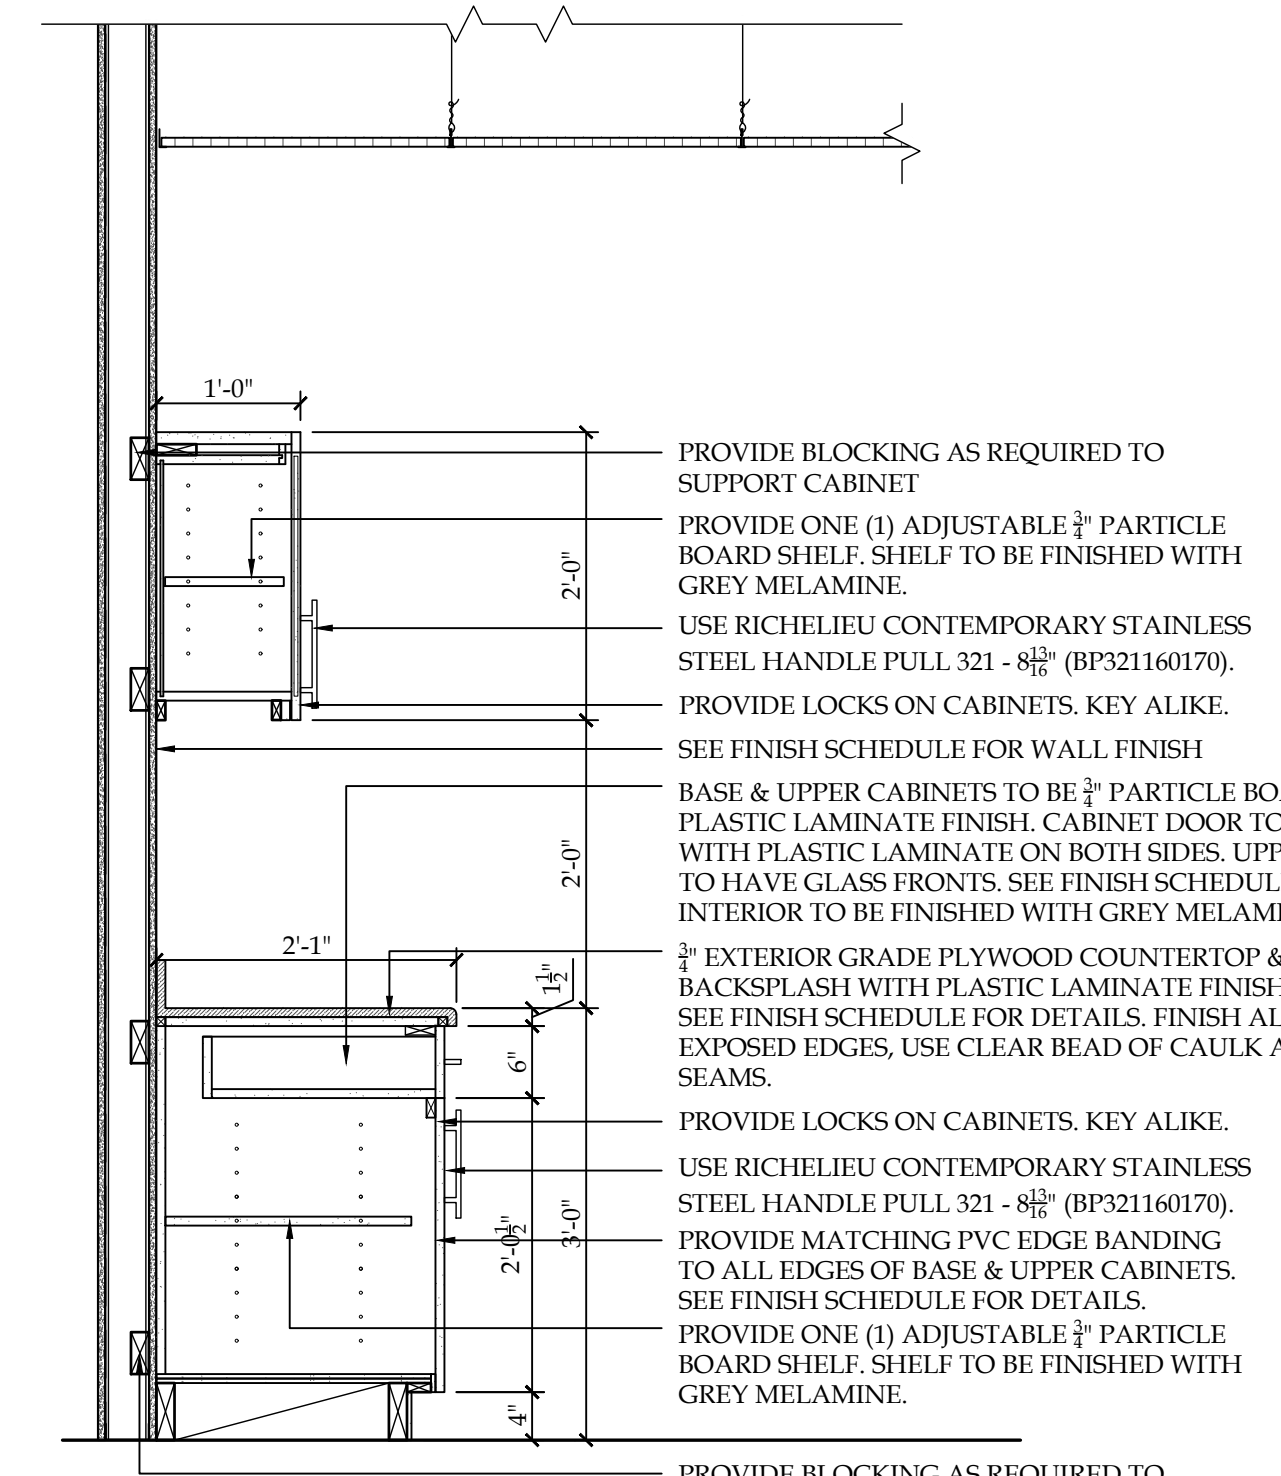 1'-0"
PROVIDE BLOCKING AS REQUIRED TO
SUPPORT CABINET
PROVIDE ONE (1) ADJUSTABLE 3/4" PARTICLE
BOARD SHELF. SHELF TO BE FINISHED WITH
GREY MELAMINE.
2'-0"
USE RICHELIEU CONTEMPORARY STAINLESS
STEEL HANDLE PULL 321 - 8 13/16" (BP321160170).
PROVIDE LOCKS ON CABINETS. KEY ALIKE.
SEE FINISH SCHEDULE FOR WALL FINISH
BASE & UPPER CABINETS TO BE 3/4" PARTICLE
PLASTIC LAMINATE FINISH. CABINET DOOR TO
WITH PLASTIC LAMINATE ON BOTH SIDES.
TO HAVE GLASS FRONTS. SEE FINISH
INTERIOR TO BE FINISHED WITH GREY
2'-0"
2'-1"
3/4" EXTERIOR GRADE PLYWOOD COUNTERTOP &
BACKSPLASH WITH PLASTIC LAMINATE FINISH
SEE FINISH SCHEDULE FOR DETAILS. FINISH
EXPOSED EDGES, USE CLEAR BEAD OF CAULK
SEAMS.
1 1/2"
6"
PROVIDE LOCKS ON CABINETS. KEY ALIKE.
USE RICHELIEU CONTEMPORARY STAINLESS
STEEL HANDLE PULL 321 - 8 13/16" (BP321160170).
2'-0 1/2"
3'-0"
PROVIDE MATCHING PVC EDGE BANDING
TO ALL EDGES OF BASE & UPPER CABINETS.
SEE FINISH SCHEDULE FOR DETAILS.
PROVIDE ONE (1) ADJUSTABLE 3/4" PARTICLE
BOARD SHELF. SHELF TO BE FINISHED WITH
GREY MELAMINE.
4"
PROVIDE BLOCKING AS REQUIRED TO